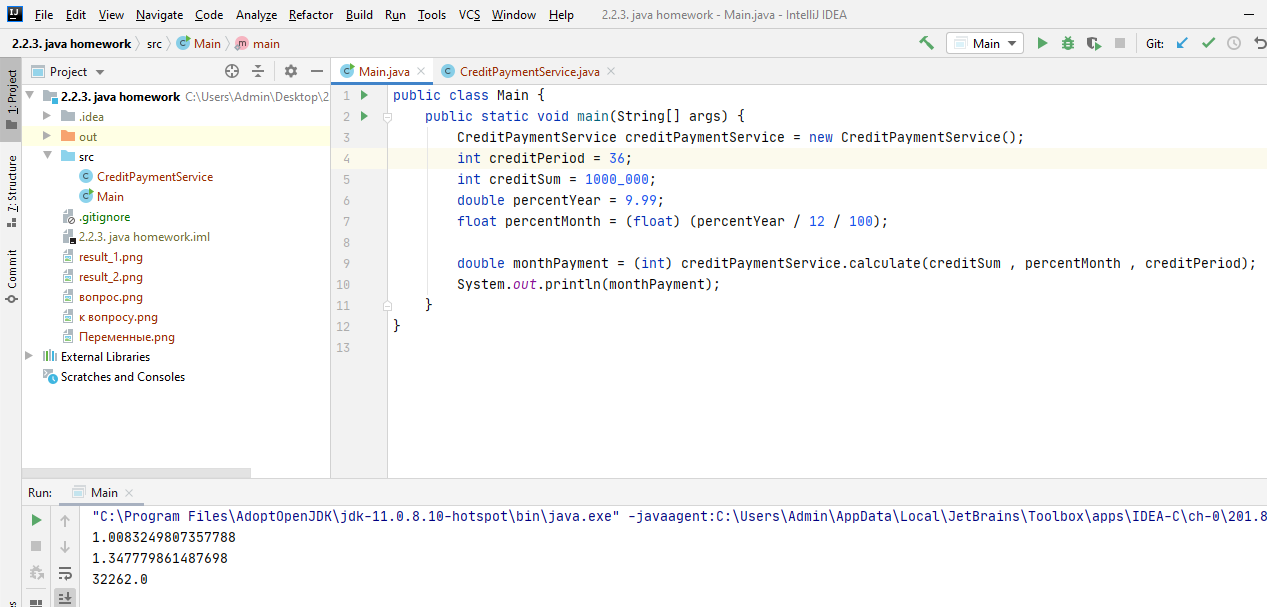 File Edit View Navigate Code Analyze Refactor Build Run Tools VCS Window Help 2.2.3. java homework - Main.java - IntelliJ IDEA
2.2.3. java homework src Main main Main Git:
1: Project
7: Structure
Commit
Project
2.2.3. java homework C:\Users\Admin\Desktop\2
.idea
out
src
CreditPaymentService
Main
.gitignore
2.2.3. java homework.iml
result_1.png
result_2.png
вопрос.png
к вопросу.png
Переменные.png
External Libraries
Scratches and Consoles
Main.java CreditPaymentService.java
1 public class Main {
2 public static void main(String[] args) {
3 CreditPaymentService creditPaymentService = new CreditPaymentService();
4 int creditPeriod = 36;
5 int creditSum = 1000_000;
6 double percentYear = 9.99;
7 float percentMonth = (float) (percentYear / 12 / 100);
8
9 double monthPayment = (int) creditPaymentService.calculate(creditSum , percentMonth , creditPeriod);
10 System.out.println(monthPayment);
11 }
12 }
13
Run: Main
"C:\Program Files\AdoptOpenJDK\jdk-11.0.8.10-hotspot\bin\java.exe" -javaagent:C:\Users\Admin\AppData\Local\JetBrains\Toolbox\apps\IDEA-C\ch-0\201.8
1.0083249807357788
1.347779861487698
32262.0